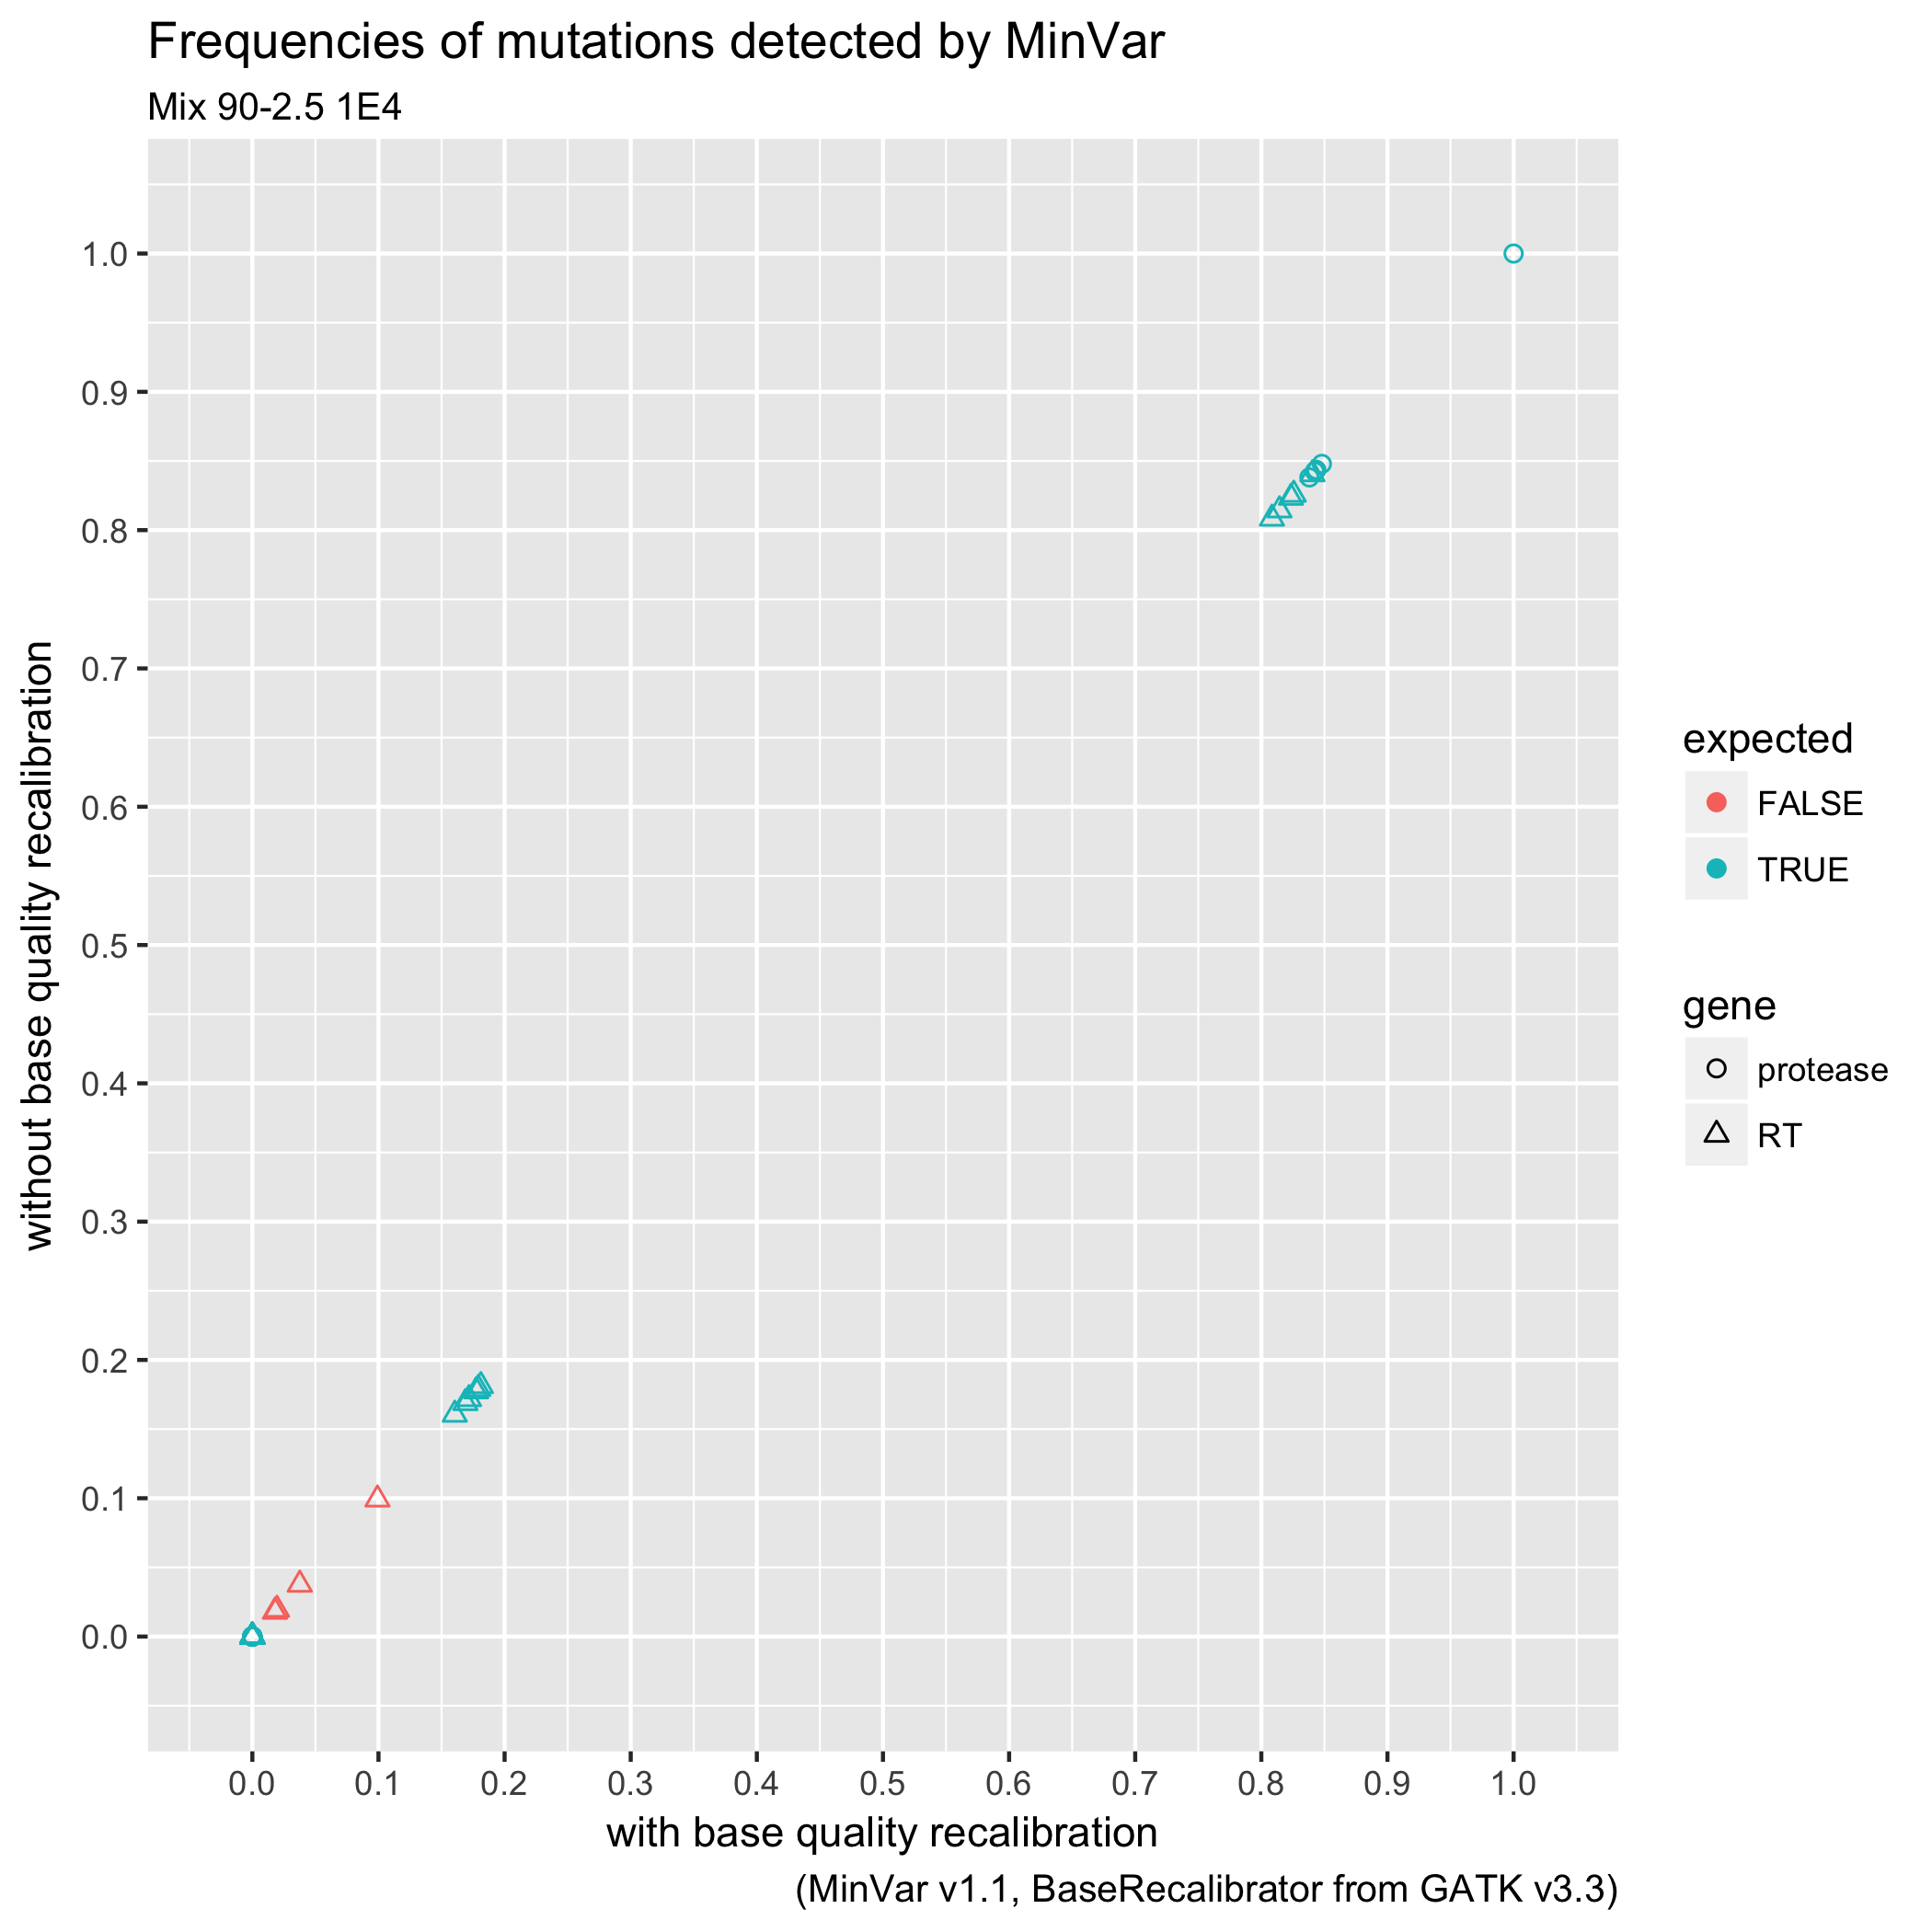 Frequencies of mutations detected by MinVar
Mix 90-2.5 1E4
without base quality recalibration
1.0
0.9
0.8
0.7
0.6
0.5
0.4
0.3
0.2
0.1
0.0
0.0 0.1 0.2 0.3 0.4 0.5 0.6 0.7 0.8 0.9 1.0
with base quality recalibration
(MinVar v1.1, BaseRecalibrator from GATK v3.3)
expected
FALSE
TRUE
gene
protease
RT